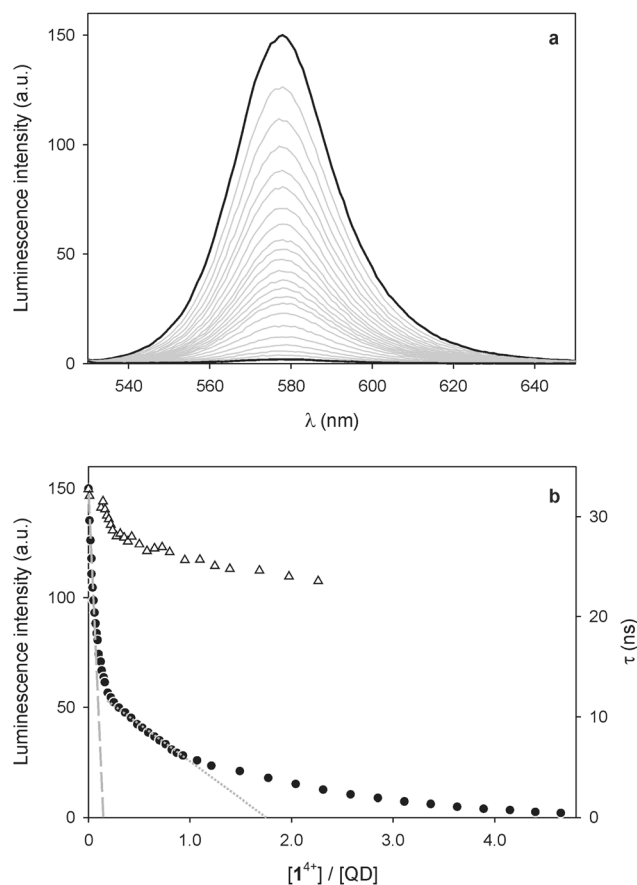 150
a
100
50
0
Luminescence intensity (a.u.)
540 560 580 600 620 640
λ (nm)
150
b
30
100
20
50
10
0
0
Luminescence intensity (a.u.)
τ (ns)
0 1.0 2.0 3.0 4.0
[1⁴⁺] / [QD]